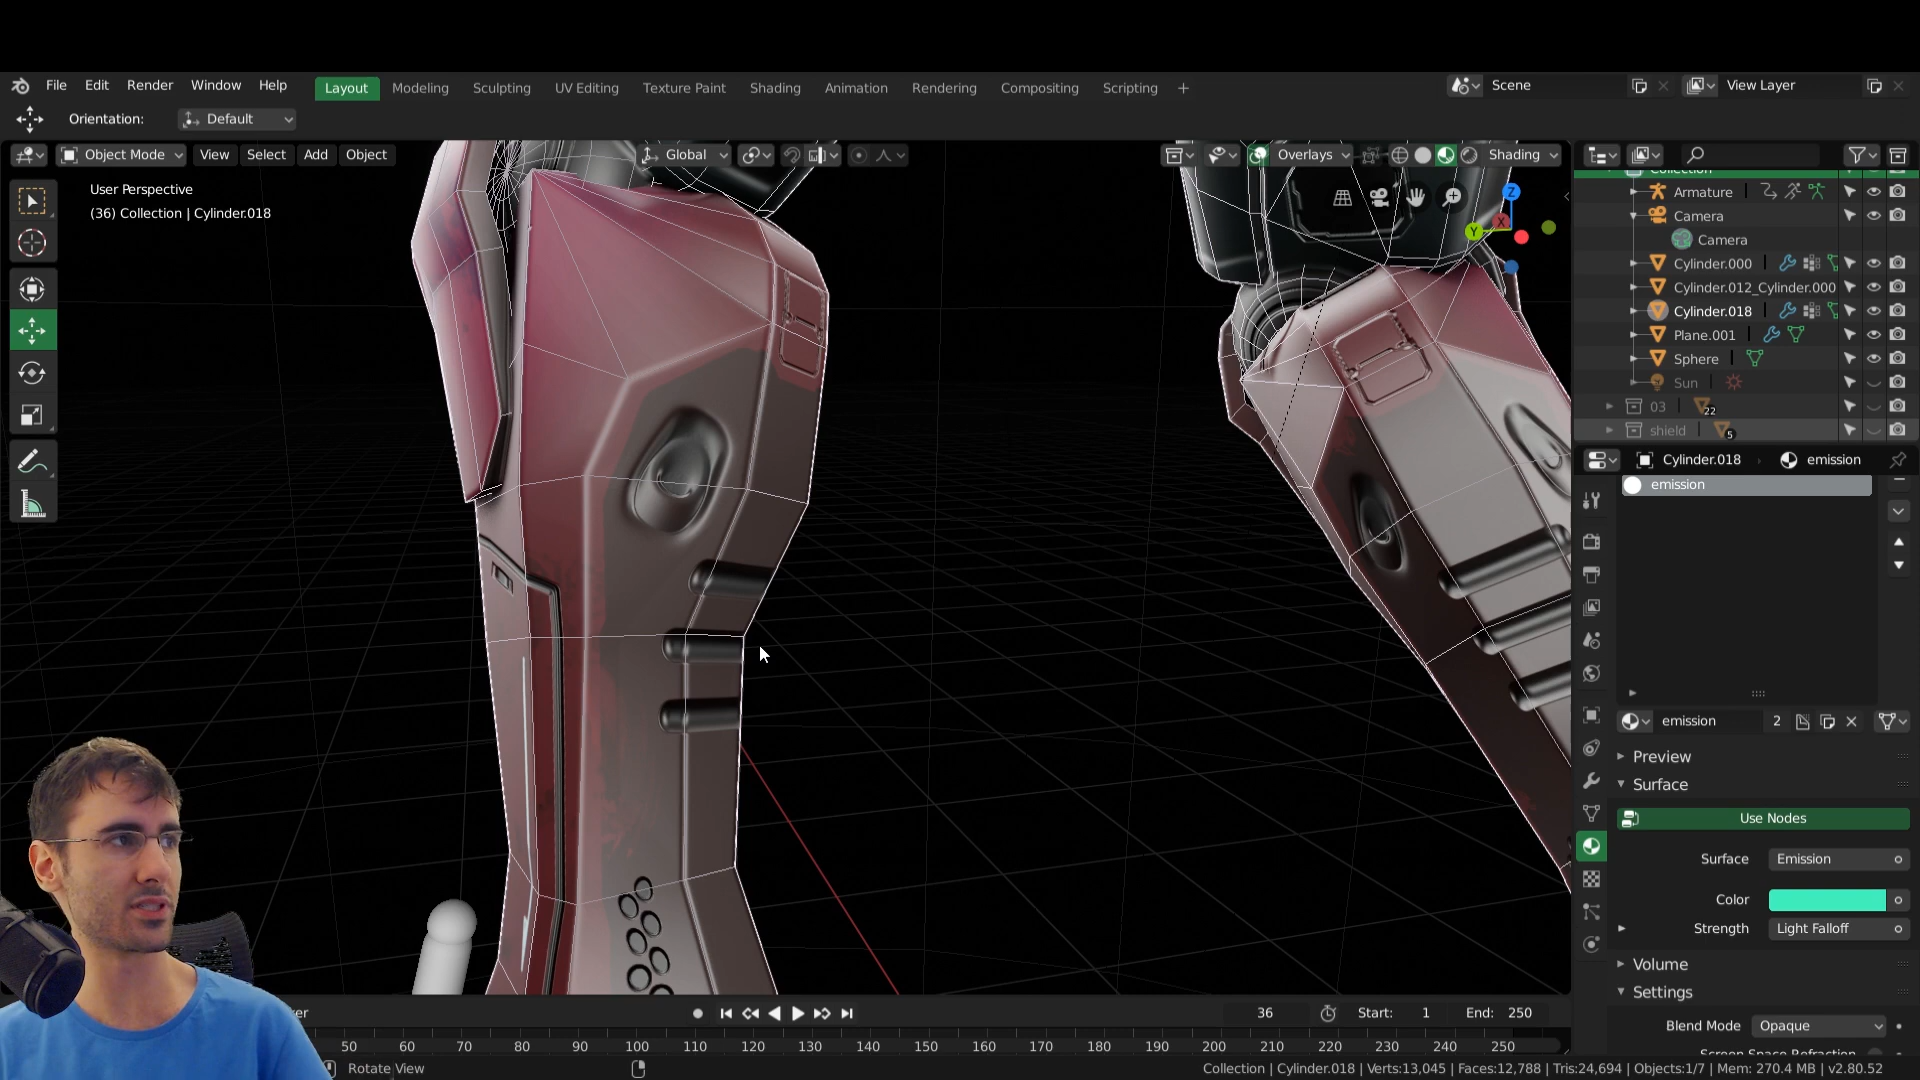 File Edit Render Window Help Layout Modeling Sculpting UV Editing Texture Paint Shading Animation Rendering Compositing Scripting + Scene View Layer
Orientation: Default
Object Mode View Select Add Object Global Overlays Shading
User Perspective
(36) Collection | Cylinder.018
Z
X
Y
Collection
Armature
Camera
Camera
Cylinder.000
Cylinder.012_Cylinder.000
Cylinder.018
Plane.001
Sphere
Sun
03 22
shield 5
Cylinder.018 emission
emission
emission 2
Preview
Surface
Use Nodes
Surface Emission
Color
Strength Light Falloff
Volume
Settings
Blend Mode Opaque
Screen Space Refraction
36 Start: 1 End: 250
50 60 70 80 90 100 110 120 130 140 150 160 170 180 190 200 210 220 230 240 250
Rotate View
Collection | Cylinder.018 | Verts:13,045 | Faces:12,788 | Tris:24,694 | Objects:1/7 | Mem: 270.4 MB | v2.80.52